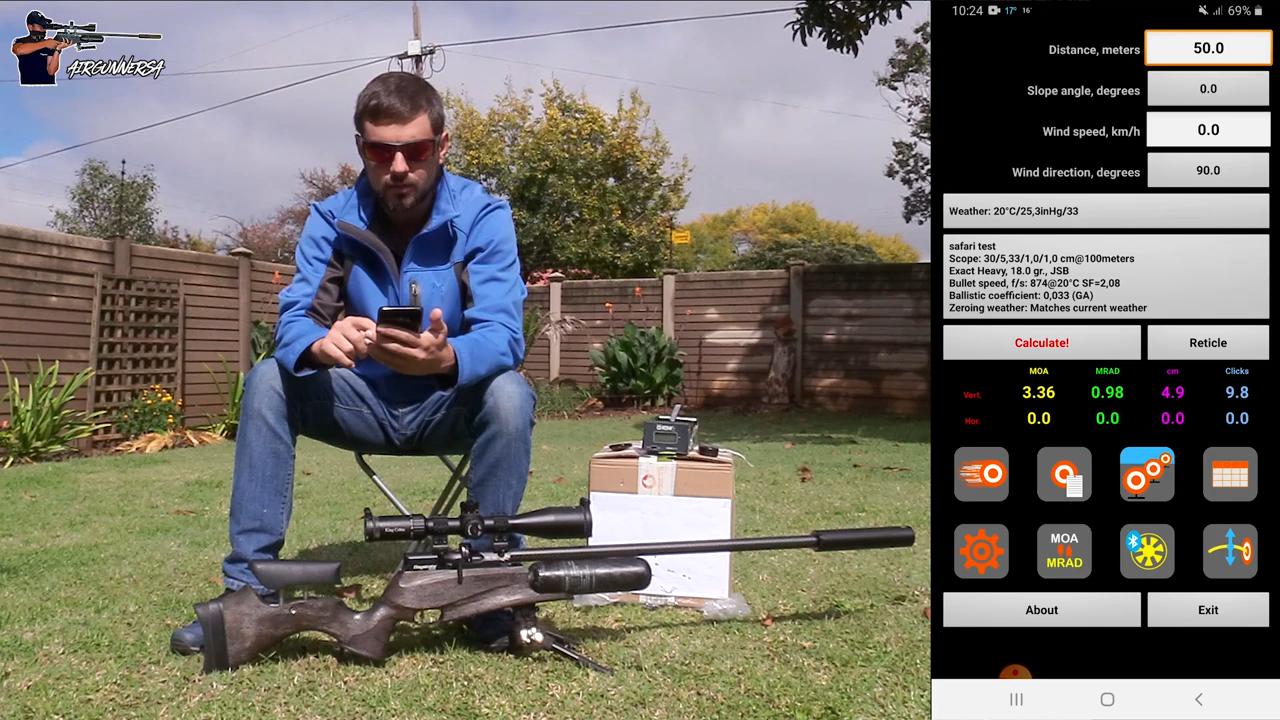 AIRGUNNERSA
King Cobra
10:24 17° 16' 69%
Distance, meters 50.0
Slope angle, degrees 0.0
Wind speed, km/h 0.0
Wind direction, degrees 90.0
Weather: 20°C/25,3inHg/33
safari test
Scope: 30/5,33/1,0/1,0 cm@100meters
Exact Heavy, 18.0 gr., JSB
Bullet speed, f/s: 874@20°C SF=2,08
Ballistic coefficient: 0,033 (GA)
Zeroing weather: Matches current weather
Calculate! Reticle
MOA MRAD cm Clicks
Vert. 3.36 0.98 4.9 9.8
Hor. 0.0 0.0 0.0 0.0
MOA
MRAD
About Exit